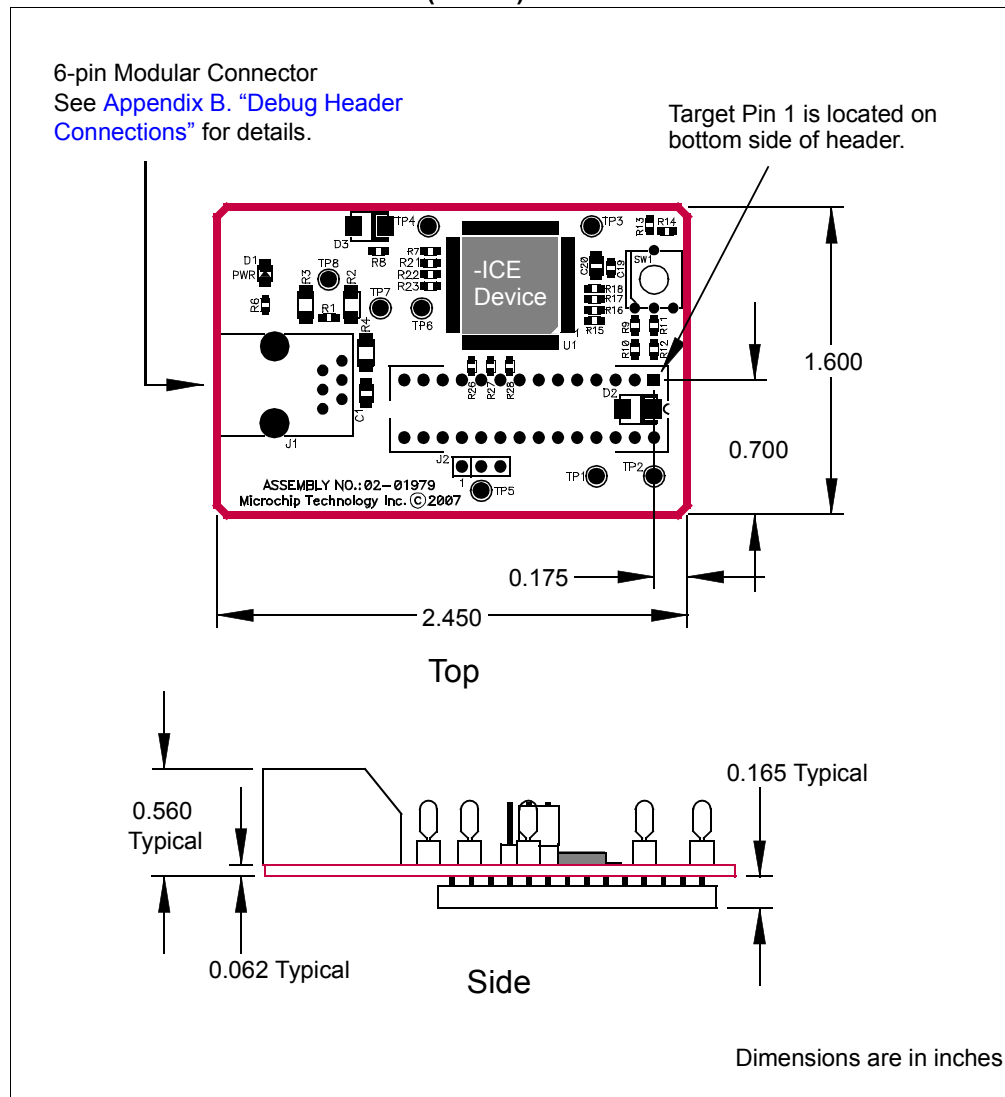 6-pin Modular Connector
See Appendix B. “Debug Header
Connections” for details.
Target Pin 1 is located on
bottom side of header.
D3
TP4
TP3
R13
R14
R8
R7
R21
R22
R23
-ICE
Device
C20
C19
SW1
D1
PWR
TP8
R3
R2
R6
R1
TP7
TP6
R4
R18
R17
R16
R15
1
U1
R9
R11
R10
R12
R26
R27
R28
D2
C1
J1
J2
1
TP5
TP1
TP2
ASSEMBLY NO.:02-01979
Microchip Technology Inc. ©2007
1.600
0.700
0.175
2.450
Top
0.560
Typical
0.165 Typical
0.062 Typical
Side
Dimensions are in inches